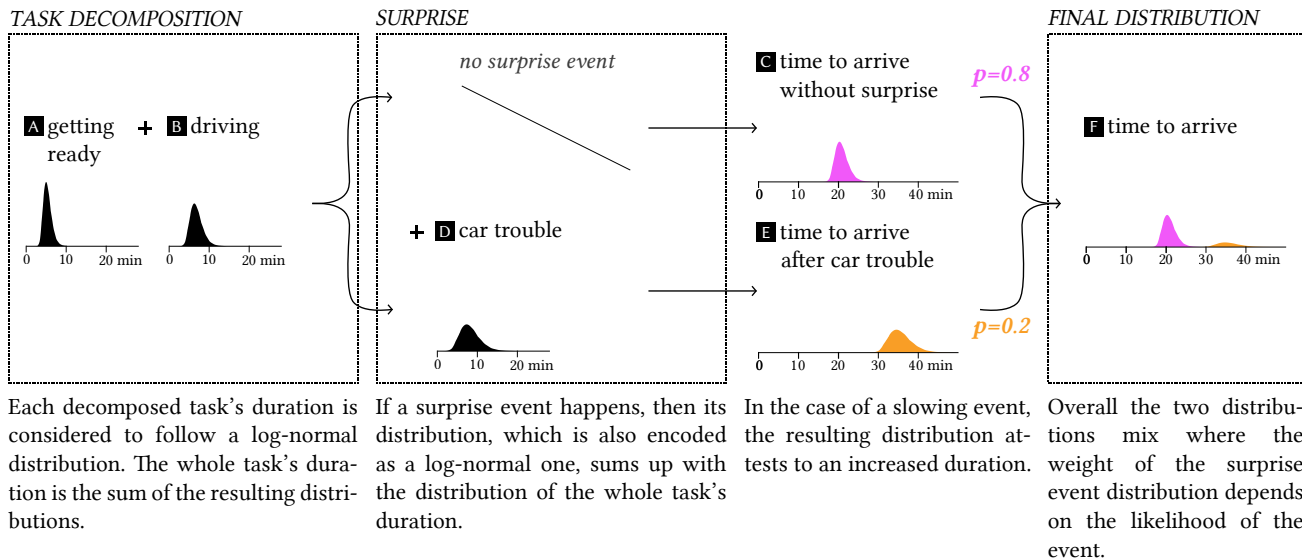 TASK DECOMPOSITION
A getting
ready
+
B driving
0 10 20 min
0 10 20 min
Each decomposed task's duration is
considered to follow a log-normal
distribution. The whole task's dura-
tion is the sum of the resulting distri-
butions.
SURPRISE
no surprise event
+ D car trouble
0 10 20 min
If a surprise event happens, then its
distribution, which is also encoded
as a log-normal one, sums up with
the distribution of the whole task's
duration.
C time to arrive
without surprise
p=0.8
0 10 20 30 40 min
E time to arrive
after car trouble
p=0.2
0 10 20 30 40 min
In the case of a slowing event,
the resulting distribution at-
tests to an increased duration.
FINAL DISTRIBUTION
F time to arrive
0 10 20 30 40 min
Overall the two distribu-
tions mix where the
weight of the surprise
event distribution depends
on the likelihood of the
event.